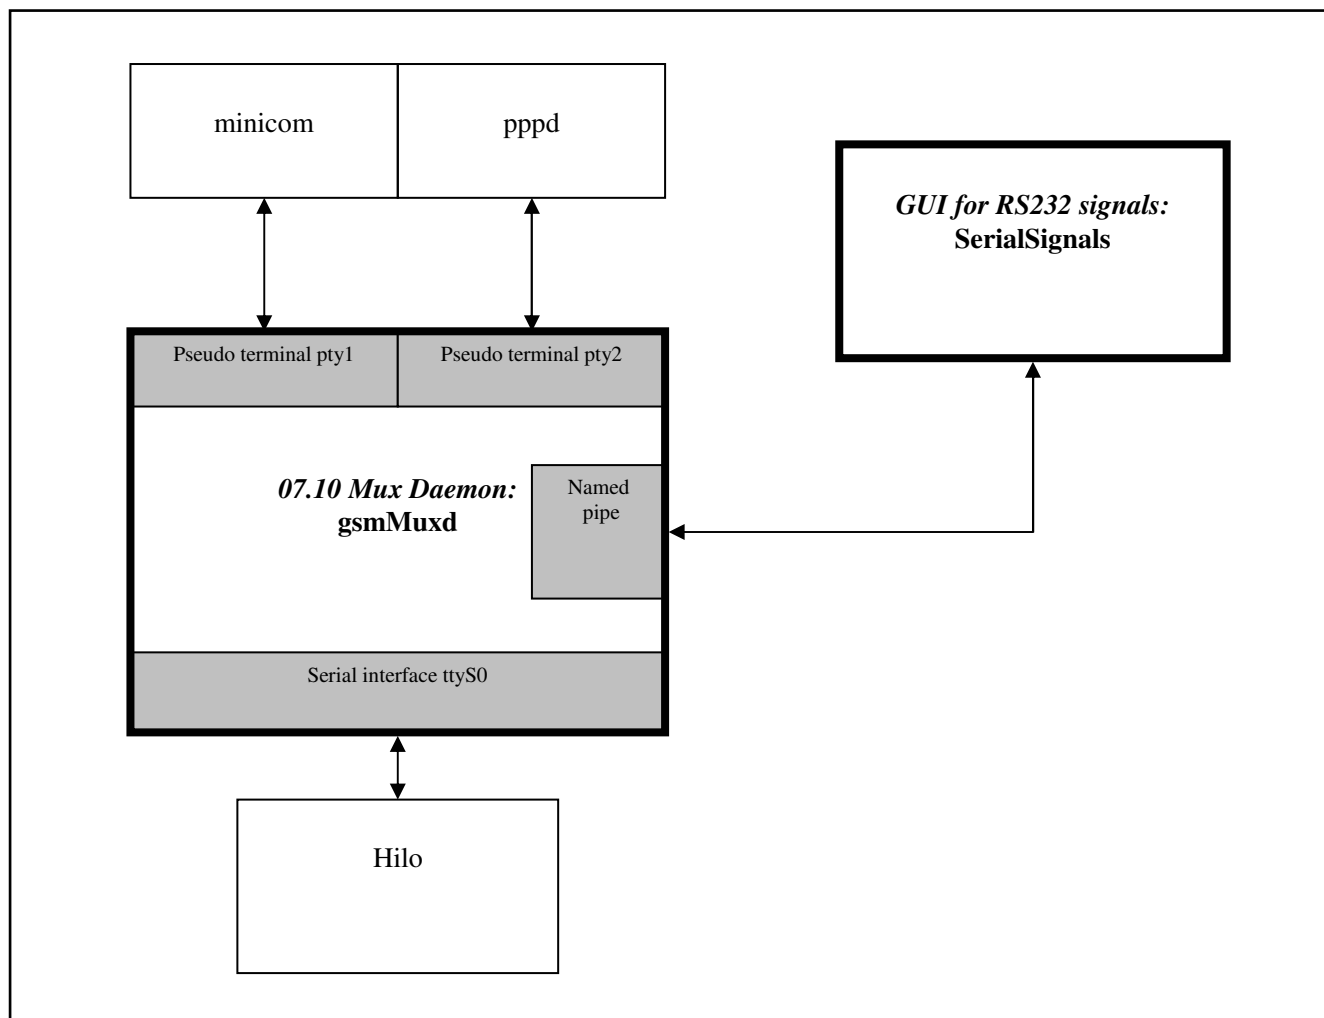 minicom
pppd
GUI for RS232 signals:
SerialSignals
Pseudo terminal pty1
Pseudo terminal pty2
07.10 Mux Daemon:
gsmMuxd
Named
pipe
Serial interface ttyS0
Hilo